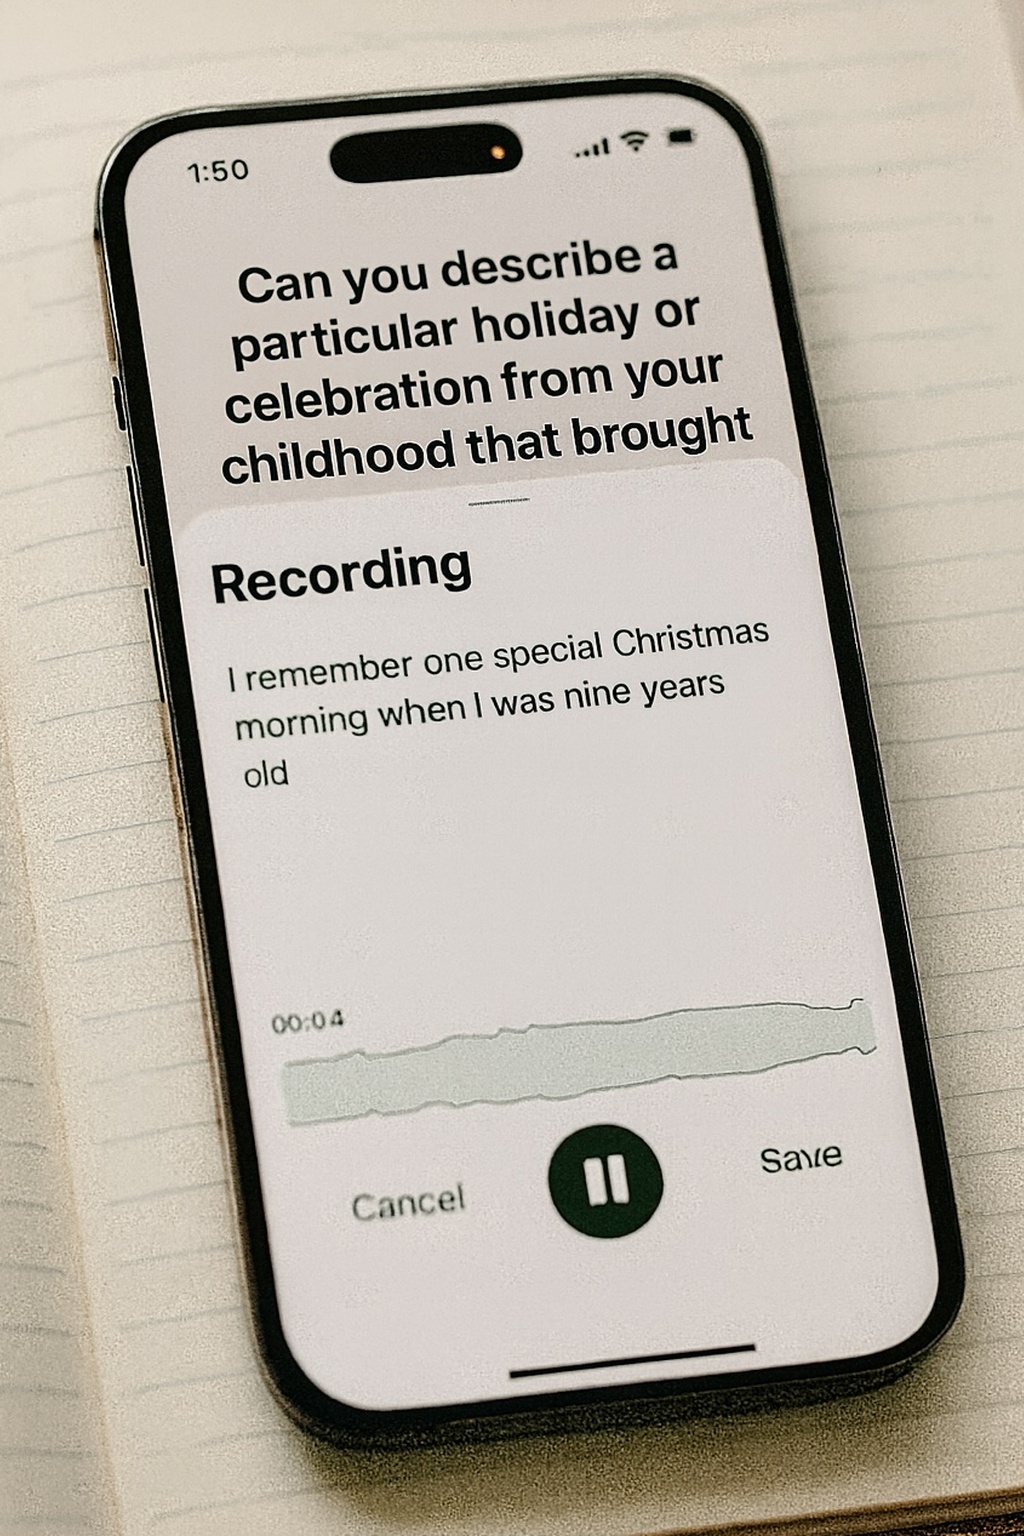 1:50
Can you describe a
particular holiday or
celebration from your
childhood that brought
Recording
I remember one special Christmas
morning when I was nine years
old
00:04
Cancel
Save